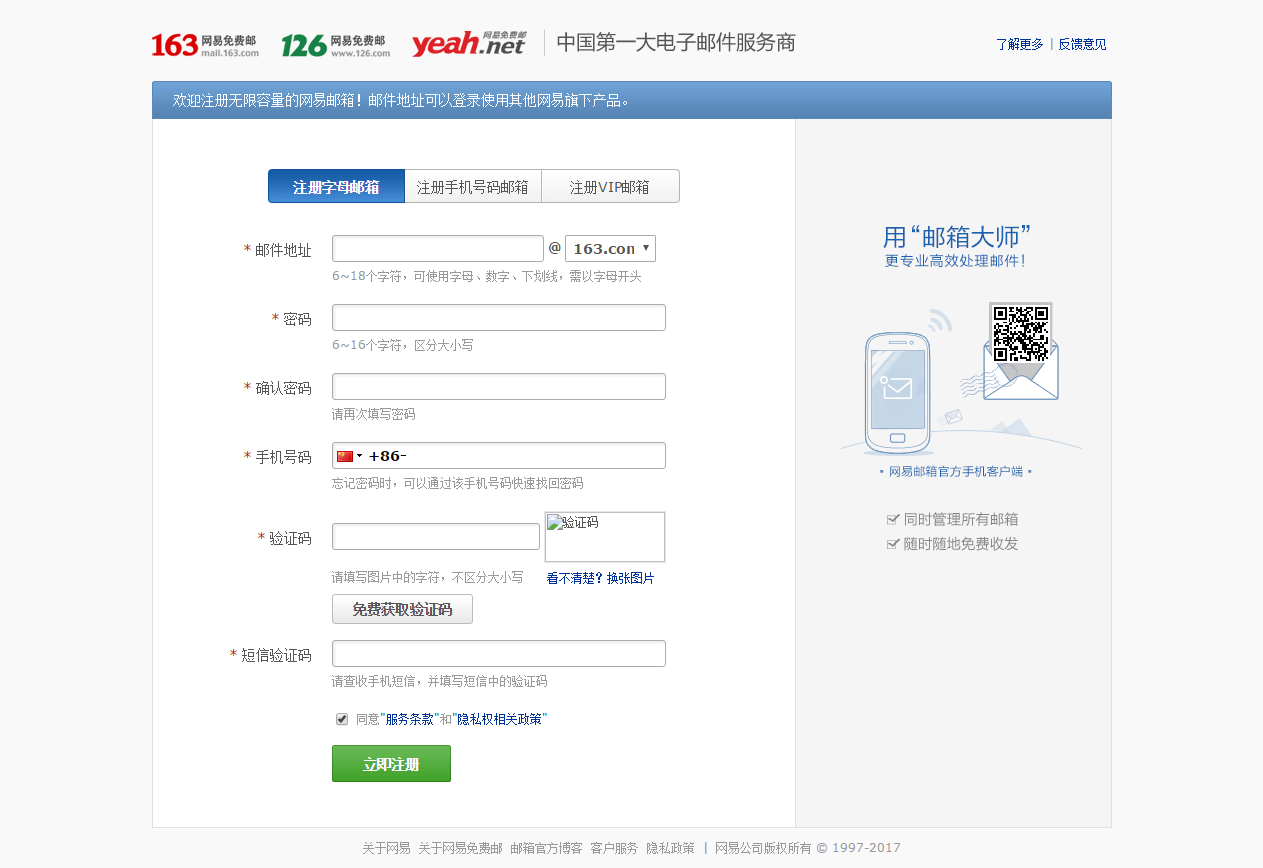 163 网易免费邮 mail.163.com 126 网易免费邮 www.126.com yeah.net 网易免费邮 中国第一大电子邮件服务商 了解更多 | 反馈意见
欢迎注册无限容量的网易邮箱！邮件地址可以登录使用其他网易旗下产品。
注册字母邮箱 注册手机号码邮箱 注册VIP邮箱
* 邮件地址 @ 163.con
6~18个字符，可使用字母、数字、下划线，需以字母开头
* 密码
6~16个字符，区分大小写
* 确认密码
请再次填写密码
* 手机号码 +86-
忘记密码时，可以通过该手机号码快速找回密码
* 验证码 验证码
请填写图片中的字符，不区分大小写 看不清楚？换张图片
免费获取验证码
* 短信验证码
请查收手机短信，并填写短信中的验证码
同意"服务条款"和"隐私权相关政策"
立即注册
用“邮箱大师”
更专业高效处理邮件！
• 网易邮箱官方手机客户端 •
同时管理所有邮箱
随时随地免费收发
关于网易 关于网易免费邮 邮箱官方博客 客户服务 隐私政策 | 网易公司版权所有 © 1997-2017